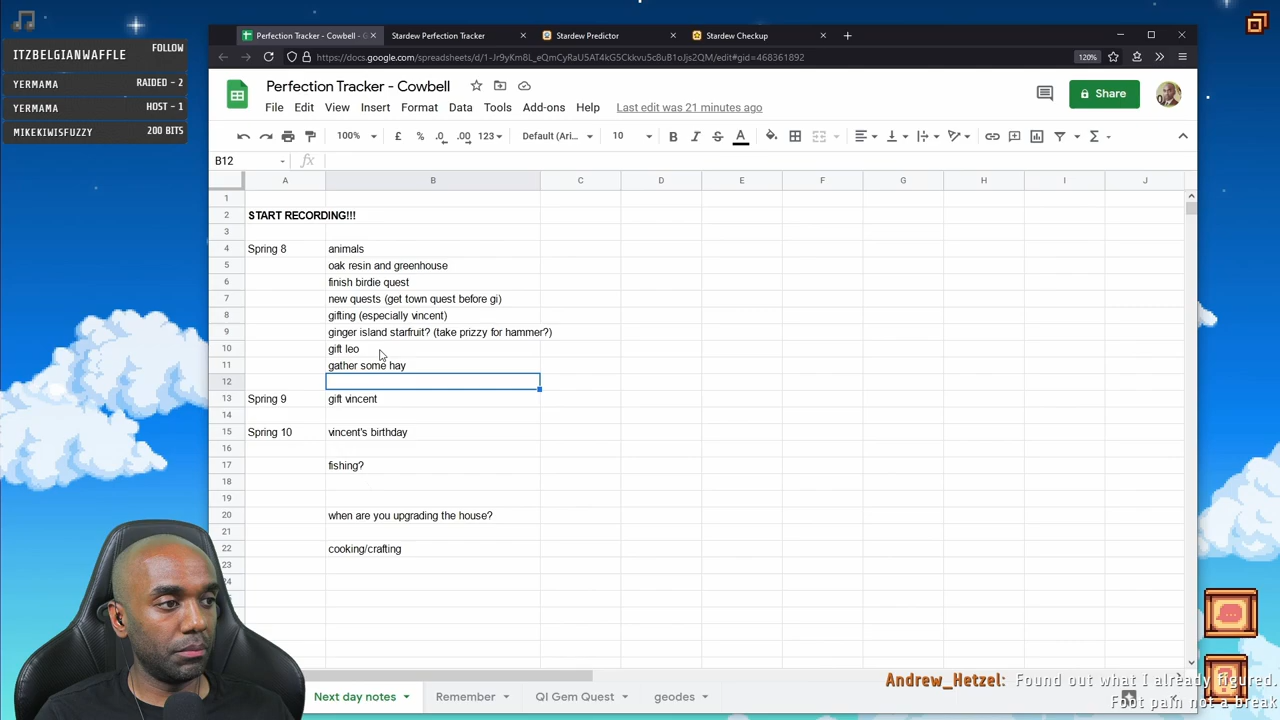 ITZBELGIANWAFFLE FOLLOW
YERMAMA RAIDED - 2
YERMAMA HOST - 1
MIKEKIWISFUZZY 200 BITS
Perfection Tracker - Cowbell - G
Stardew Perfection Tracker
Stardew Predictor
Stardew Checkup
120%
Perfection Tracker - Cowbell
File Edit View Insert Format Data Tools Add-ons Help Last edit was 21 minutes ago
Share
100% £ % .0 .00 123 Default (Ari... 10 B I S A
B12 fx
A B C D E F G H I J
1
2 START RECORDING!!!
3
4 Spring 8 animals
5 oak resin and greenhouse
6 finish birdie quest
7 new quests (get town quest before gi)
8 gifting (especially vincent)
9 ginger island starfruit? (take prizzy for hammer?)
10 gift leo
11 gather some hay
12
13 Spring 9 gift vincent
14
15 Spring 10 vincent's birthday
16
17 fishing?
18
19
20 when are you upgrading the house?
21
22 cooking/crafting
23
24
Next day notes Remember QI Gem Quest geodes
Andrew_Hetzel: Found out what I already figured.
Foot pain not a break